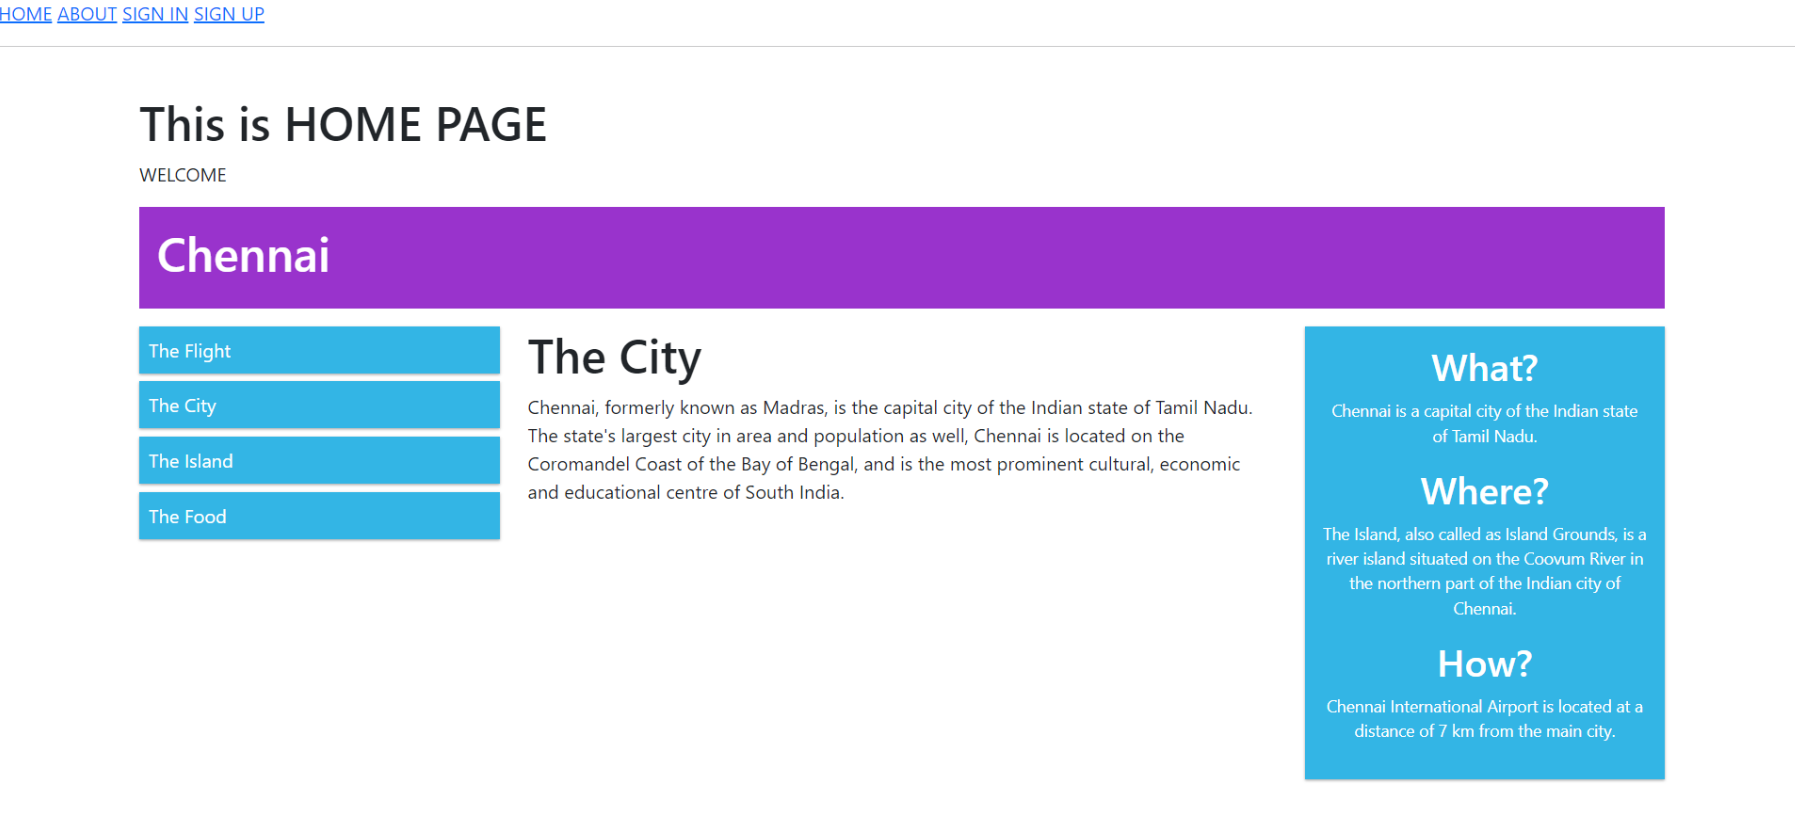 HOME ABOUT SIGN IN SIGN UP
This is HOME PAGE
WELCOME
Chennai
The Flight
The City
The Island
The Food
The City
Chennai, formerly known as Madras, is the capital city of the Indian state of Tamil Nadu.
The state's largest city in area and population as well, Chennai is located on the
Coromandel Coast of the Bay of Bengal, and is the most prominent cultural, economic
and educational centre of South India.
What?
Chennai is a capital city of the Indian state
of Tamil Nadu.
Where?
The Island, also called as Island Grounds, is a
river island situated on the Coovum River in
the northern part of the Indian city of
Chennai.
How?
Chennai International Airport is located at a
distance of 7 km from the main city.